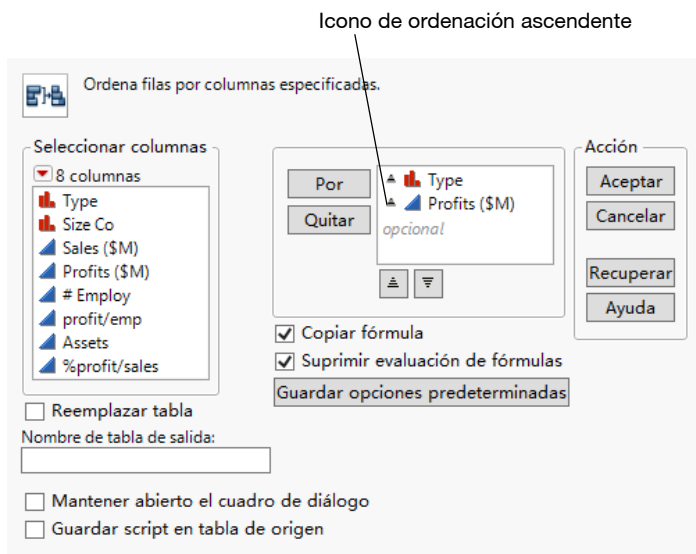 Icono de ordenación ascendente
Ordena filas por columnas especificadas.
Seleccionar columnas
8 columnas
Type
Size Co
Sales ($M)
Profits ($M)
# Employ
profit/emp
Assets
%profit/sales
Por
Quitar
Type
Profits ($M)
opcional
Acción
Aceptar
Cancelar
Recuperar
Ayuda
Copiar fórmula
Suprimir evaluación de fórmulas
Guardar opciones predeterminadas
Reemplazar tabla
Nombre de tabla de salida:
Mantener abierto el cuadro de diálogo
Guardar script en tabla de origen